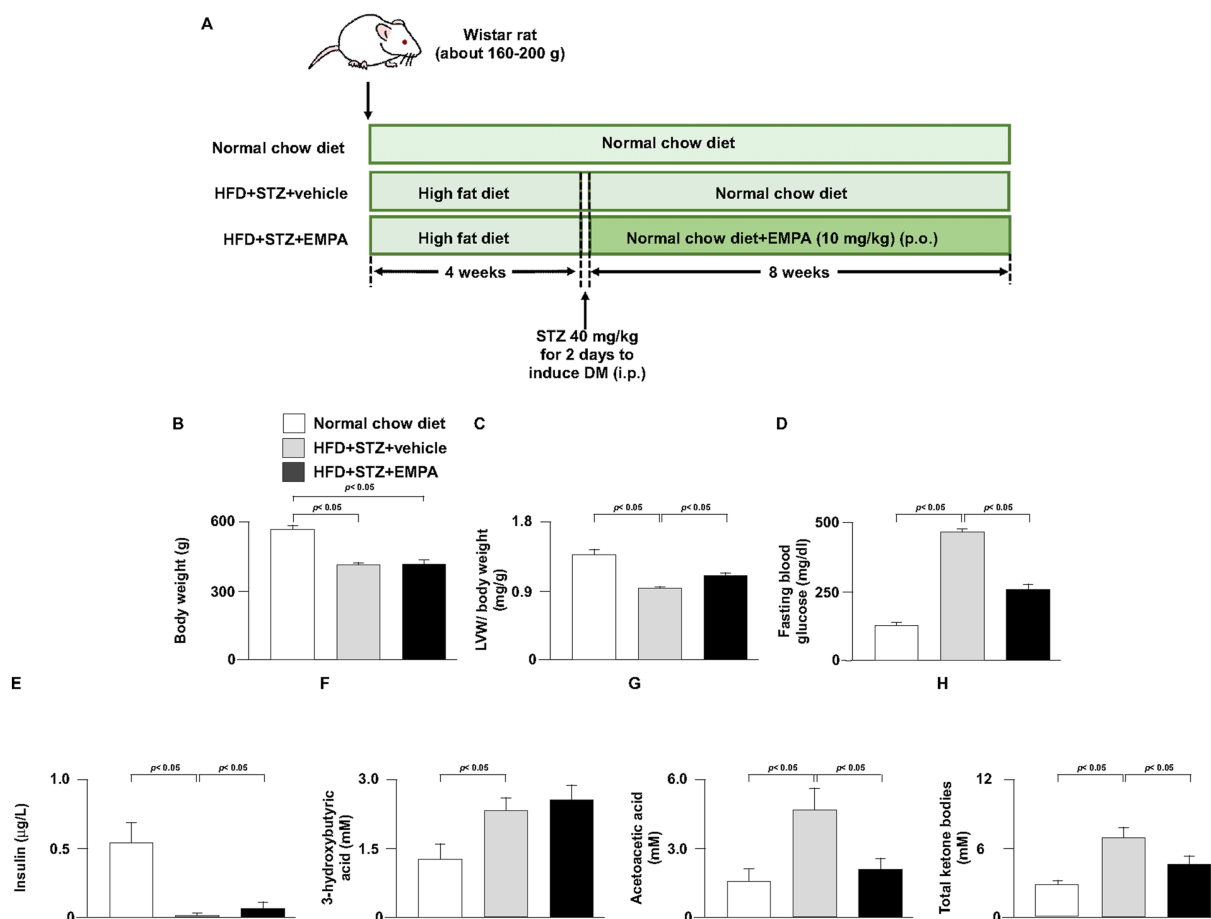 A
Wistar rat
(about 160-200 g)
Normal chow diet
Normal chow diet
HFD+STZ+vehicle
High fat diet
Normal chow diet
HFD+STZ+EMPA
High fat diet
Normal chow diet+EMPA (10 mg/kg) (p.o.)
4 weeks
8 weeks
STZ 40 mg/kg
for 2 days to
induce DM (i.p.)
B
Normal chow diet
HFD+STZ+vehicle
HFD+STZ+EMPA
p< 0.05
p< 0.05
600
300
0
Body weight (g)
C
p< 0.05
p< 0.05
1.8
0.9
0
LVW/ body weight
(mg/g)
D
p< 0.05
p< 0.05
500
250
0
Fasting blood
glucose (mg/dl)
E
p< 0.05
p< 0.05
1.0
0.5
0
Insulin (µg/L)
F
p< 0.05
3.0
1.5
0
3-hydroxybutyric
acid (mM)
G
p< 0.05
p< 0.05
6.0
3.0
0
Acetoacetic acid
(mM)
H
p< 0.05
p< 0.05
12
6
0
Total ketone bodies
(mM)